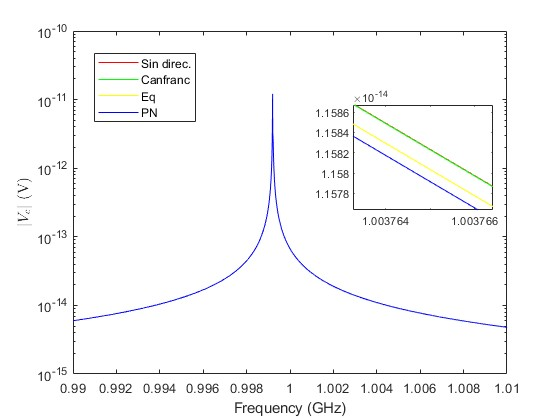 10^-10
10^-11
10^-12
10^-13
10^-14
10^-15
|V_c| (V)
Sin direc.
Canfranc
Eq
PN
×10^-14
1.1586
1.1584
1.1582
1.158
1.1578
1.003764 1.003766
0.99 0.992 0.994 0.996 0.998 1 1.002 1.004 1.006 1.008 1.01
Frequency (GHz)